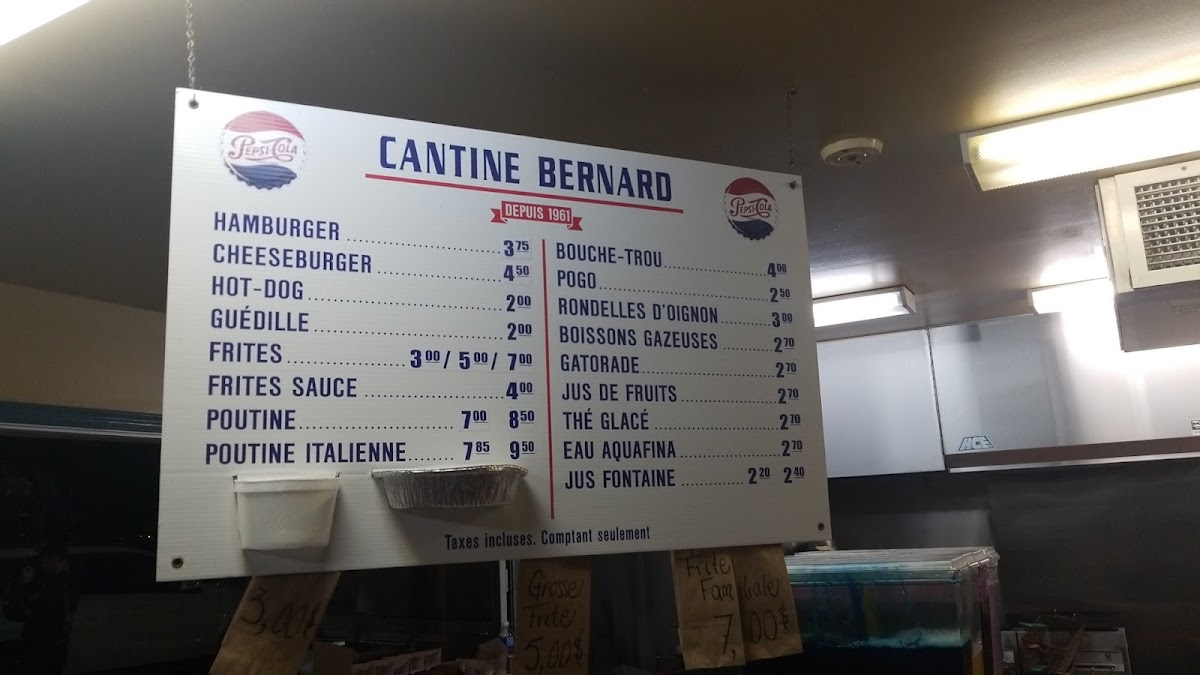 PEPSI-COLA
CANTINE BERNARD
PEPSI-COLA
DEPUIS 1961
HAMBURGER ........ 3 75
CHEESEBURGER ........ 4 50
HOT-DOG ........ 2 00
GUÉDILLE ........ 2 00
FRITES ........ 3 00 / 5 00 / 7 00
FRITES SAUCE ........ 4 00
POUTINE ........ 7 00 8 50
POUTINE ITALIENNE ........ 7 85 9 50
BOUCHE-TROU ........ 4 00
POGO ........ 2 50
RONDELLES D'OIGNON ........ 3 00
BOISSONS GAZEUSES ........ 2 70
GATORADE ........ 2 70
JUS DE FRUITS ........ 2 70
THÉ GLACÉ ........ 2 70
EAU AQUAFINA ........ 2 70
JUS FONTAINE ........ 2 20 2 40
Taxes incluses. Comptant seulement
3,00$
Grosse
Frite
5,00$
Frite
Fam
7,
00$
MCE